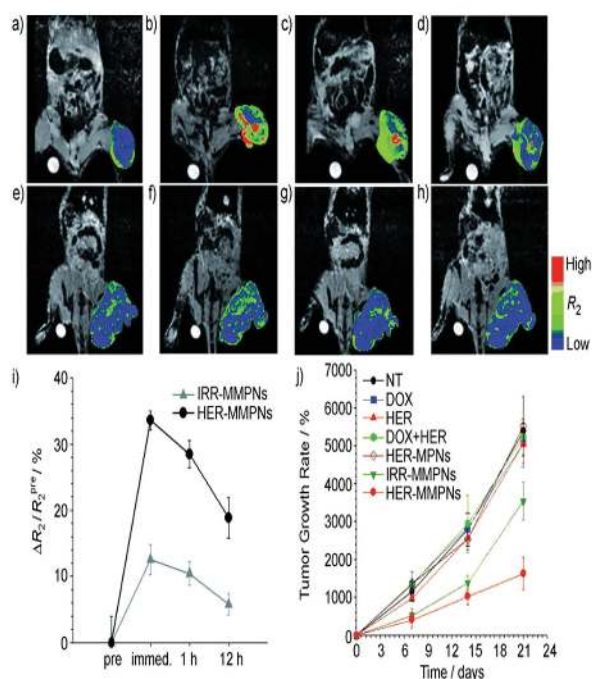 a)
b)
c)
d)
e)
f)
g)
h)
High
R2
Low
i)
40
30
20
10
0
ΔR2 / R2^pre / %
IRR-MMPNs
HER-MMPNs
pre immed. 1 h 12 h
j)
7000
6000
5000
4000
3000
2000
1000
0
Tumor Growth Rate / %
NT
DOX
HER
DOX+HER
HER-MPNs
IRR-MMPNs
HER-MMPNs
0 3 6 9 12 15 18 21 24
Time / days